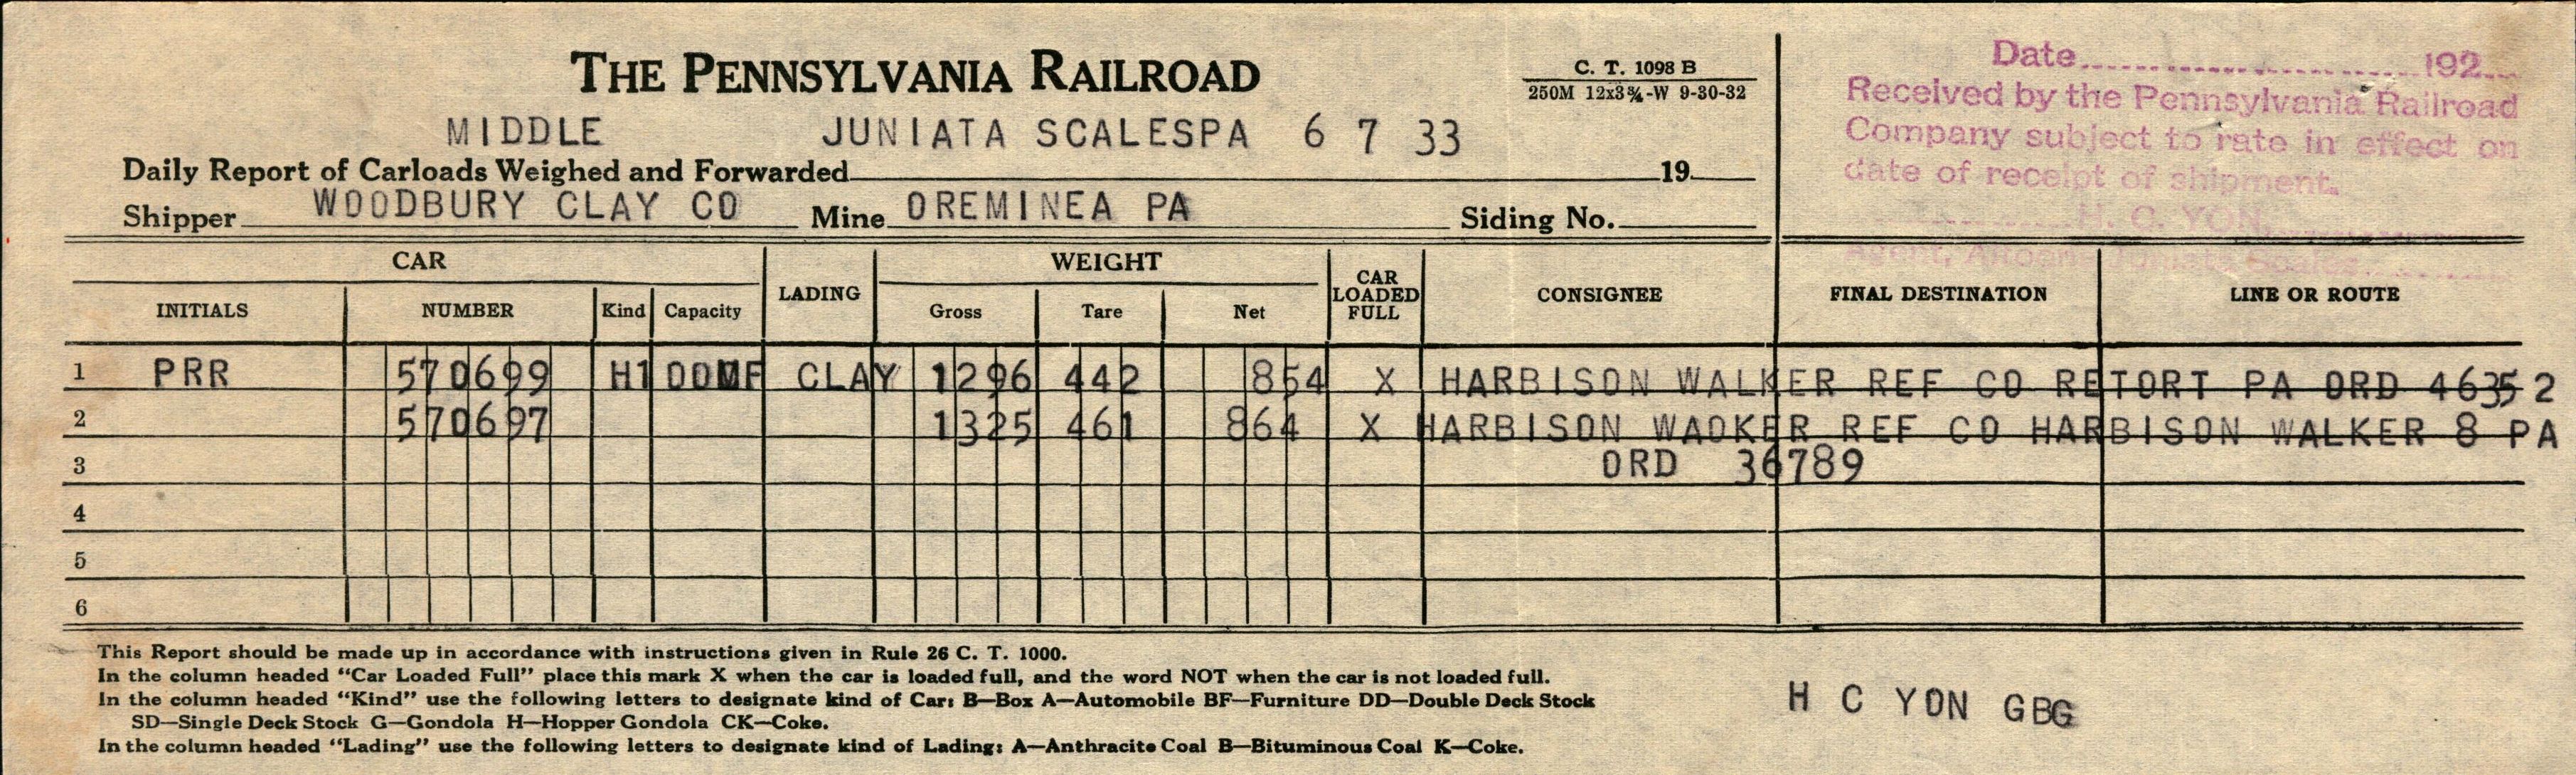 THE PENNSYLVANIA RAILROAD
C. T. 1098 B
250M 12x3¾-W 9-30-32
Date 192
Received by the Pennsylvania Railroad
Company subject to rate in effect on
date of receipt of shipment.
H. C. YON,
Agent, Altoona Juniata Scales
MIDDLE JUNIATA SCALESPA 6 7 33
Daily Report of Carloads Weighed and Forwarded 19
Shipper WOODBURY CLAY CO Mine OREMINEA PA Siding No.
CAR LADING WEIGHT CAR LOADED FULL CONSIGNEE FINAL DESTINATION LINE OR ROUTE
INITIALS NUMBER Kind Capacity Gross Tare Net
1 PRR 570699 H1 00MF CLAY 1296 442 854 X HARBISON WALKER REF CO RETORT PA ORD 46352
2 570697 1325 461 864 X HARBISON WAOKER REF CO HARBISON WALKER 8 PA
3 ORD 36789
4
5
6
This Report should be made up in accordance with instructions given in Rule 26 C. T. 1000.
In the column headed “Car Loaded Full” place this mark X when the car is loaded full, and the word NOT when the car is not loaded full.
In the column headed “Kind” use the following letters to designate kind of Car: B—Box A—Automobile BF—Furniture DD—Double Deck Stock
SD—Single Deck Stock G—Gondola H—Hopper Gondola CK—Coke.
In the column headed “Lading” use the following letters to designate kind of Lading: A—Anthracite Coal B—Bituminous Coal K—Coke.
H C YON GBG